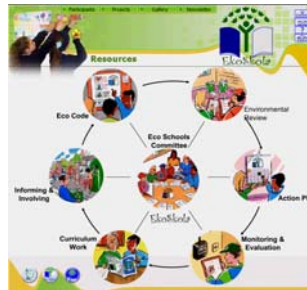 Participants
Projects
Gallery
Newsletter
EkoSkola
Resources
Eco Code
Environmental
Review
Eco Schools
Committee
Informing &
Involving
Action Pl
EkoSkola
Curriculum
Work
Monitoring &
Evaluation